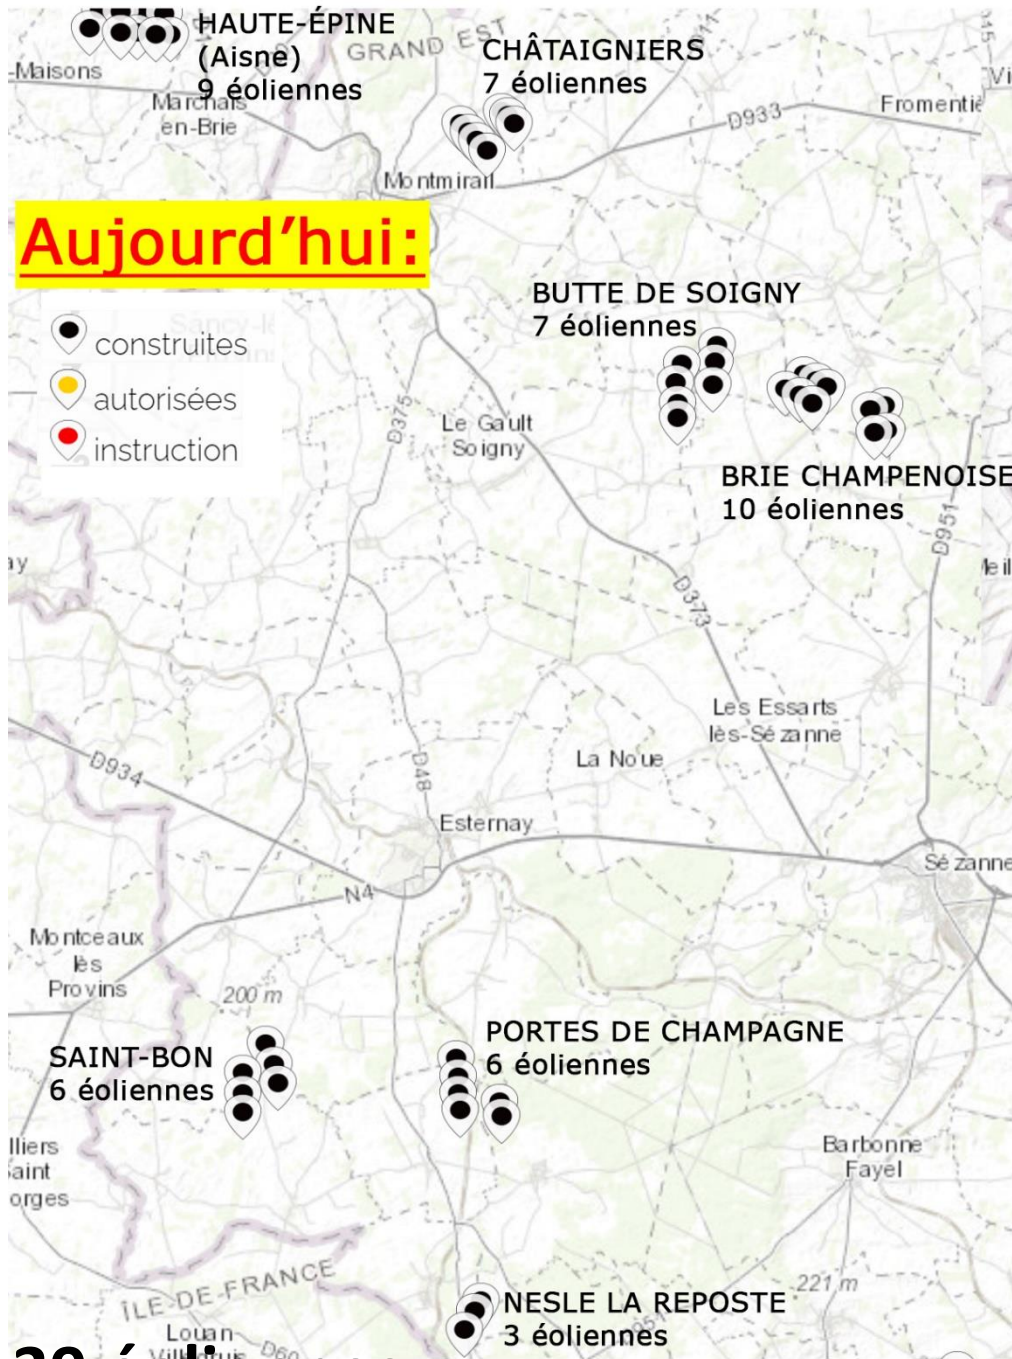 HAUTE-ÉPINE
(Aisne)
9 éoliennes
GRAND EST
CHÂTAIGNIERS
7 éoliennes
-Maisons
Marchais
en-Brie
D933
Montmirail
Aujourd'hui:
construites
autorisées
instruction
BUTTE DE SOIGNY
7 éoliennes
D375
Le Gault
Soigny
BRIE CHAMPENOISE
10 éoliennes
D951
D373
Les Essarts
lès-Sézanne
La Noue
D934
D48
Esternay
Sézanne
N4
Montceaux
lès
Provins
200 m
SAINT-BON
6 éoliennes
PORTES DE CHAMPAGNE
6 éoliennes
Barbonne
Fayel
ÎLE-DE-FRANCE
221 m
NESLE LA REPOSTE
3 éoliennes
Louan
D60